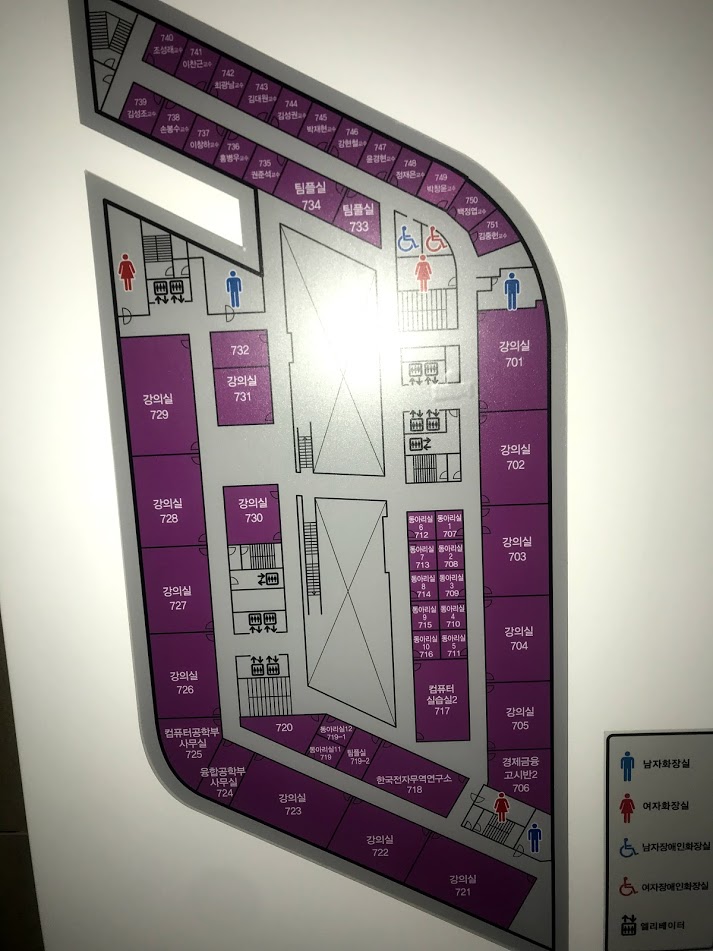 740
조성해교수
741
이천근교수
742
최광남교수
743
김대원교수
744
김성권교수
745
박재현교수
746
강현철교수
747
윤경현교수
748
정재은교수
749
박창윤교수
750
백정엽교수
751
김중헌교수
739
김성조교수
738
손봉수교수
737
이창하교수
736
홍병우교수
735
권준석교수
팀플실
734
팀플실
733
732
강의실
731
강의실
729
강의실
701
강의실
702
강의실
728
강의실
730
강의실
703
동아리실
6
712
동아리실
1
707
동아리실
7
713
동아리실
2
708
동아리실
8
714
동아리실
3
709
동아리실
9
715
동아리실
4
710
동아리실
10
716
동아리실
5
711
강의실
727
강의실
704
강의실
726
컴퓨터
실습실2
717
강의실
705
컴퓨터공학부
사무실
725
720
동아리실12
719-1
동아리실11
719
팀플실
719-2
융합공학부
사무실
724
한국전자무역연구소
718
경제금융
고시반2
706
강의실
723
강의실
722
강의실
721
남자화장실
여자화장실
남자장애인화장실
여자장애인화장실
엘리베이터